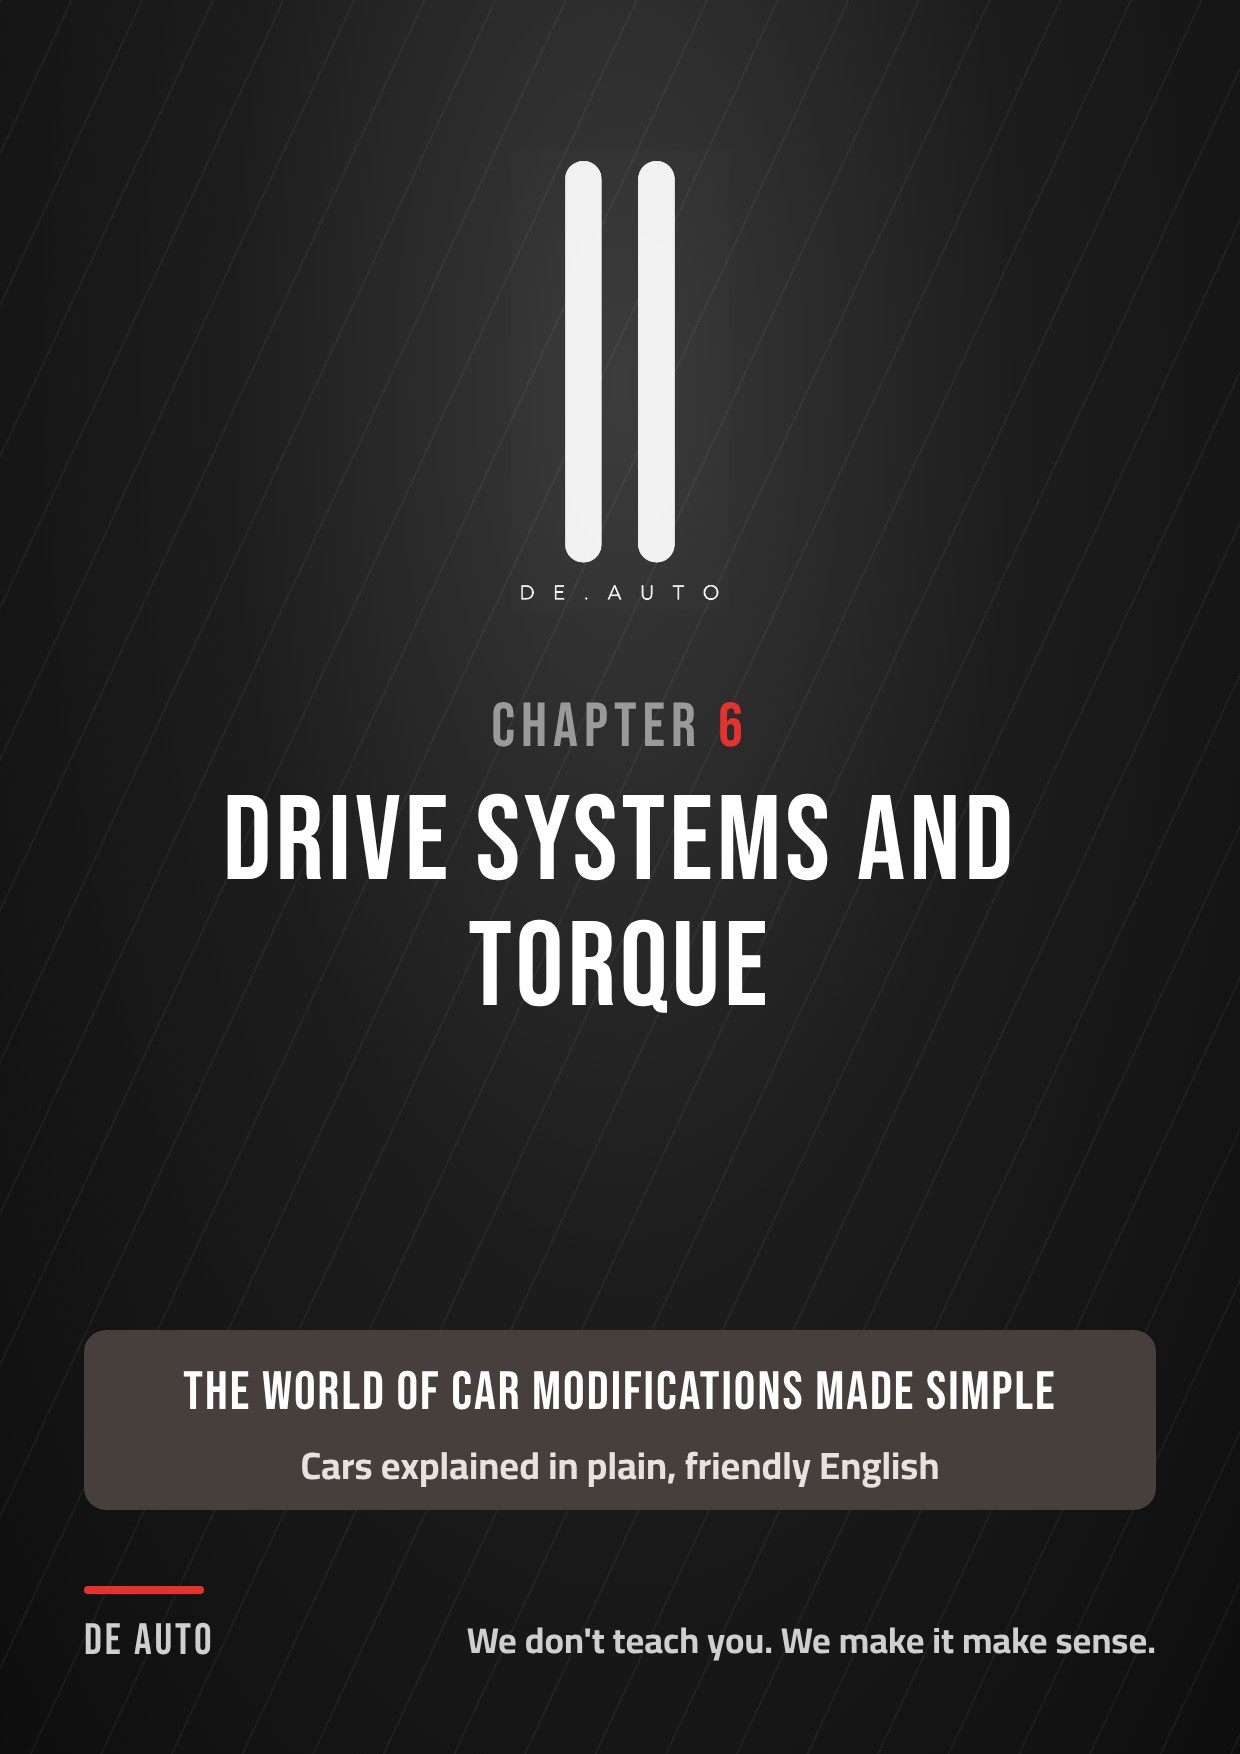 DE.AUTO
CHAPTER 6
DRIVE SYSTEMS AND
TORQUE
THE WORLD OF CAR MODIFICATIONS MADE SIMPLE
Cars explained in plain, friendly English
DE AUTO
We don't teach you. We make it make sense.